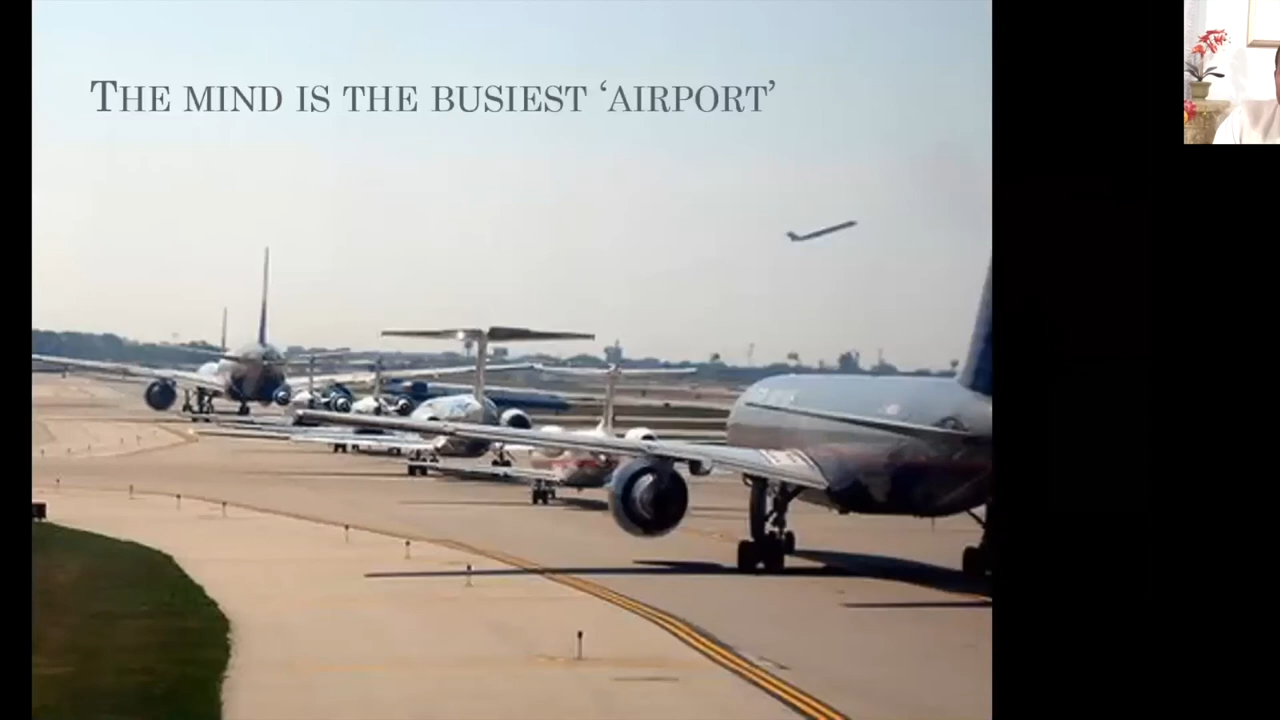 THE MIND IS THE BUSIEST ‘AIRPORT’